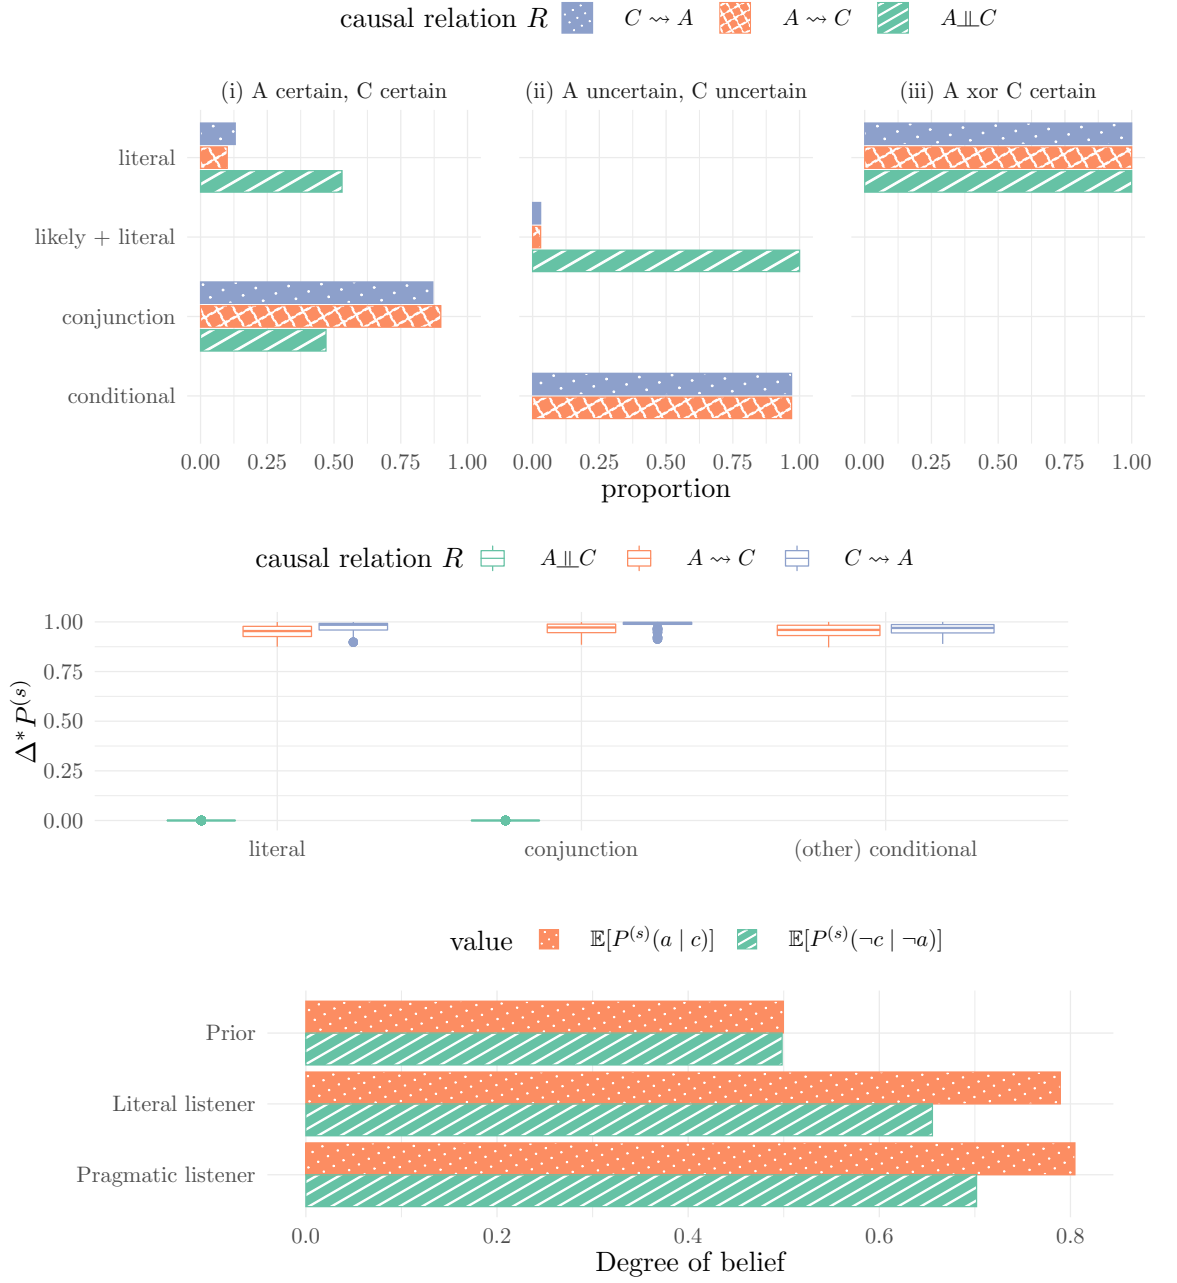 causal relation R C ⇝ A A ⇝ C A⫫C
(i) A certain, C certain (ii) A uncertain, C uncertain (iii) A xor C certain
literal
likely + literal
conjunction
conditional
0.00 0.25 0.50 0.75 1.00 0.00 0.25 0.50 0.75 1.00 0.00 0.25 0.50 0.75 1.00
proportion
causal relation R A⫫C A ⇝ C C ⇝ A
1.00
0.75
0.50
0.25
0.00
Δ* P^(s)
literal conjunction (other) conditional
value 𝔼[P^(s)(a | c)] 𝔼[P^(s)(¬c | ¬a)]
Prior
Literal listener
Pragmatic listener
0.0 0.2 0.4 0.6 0.8
Degree of belief